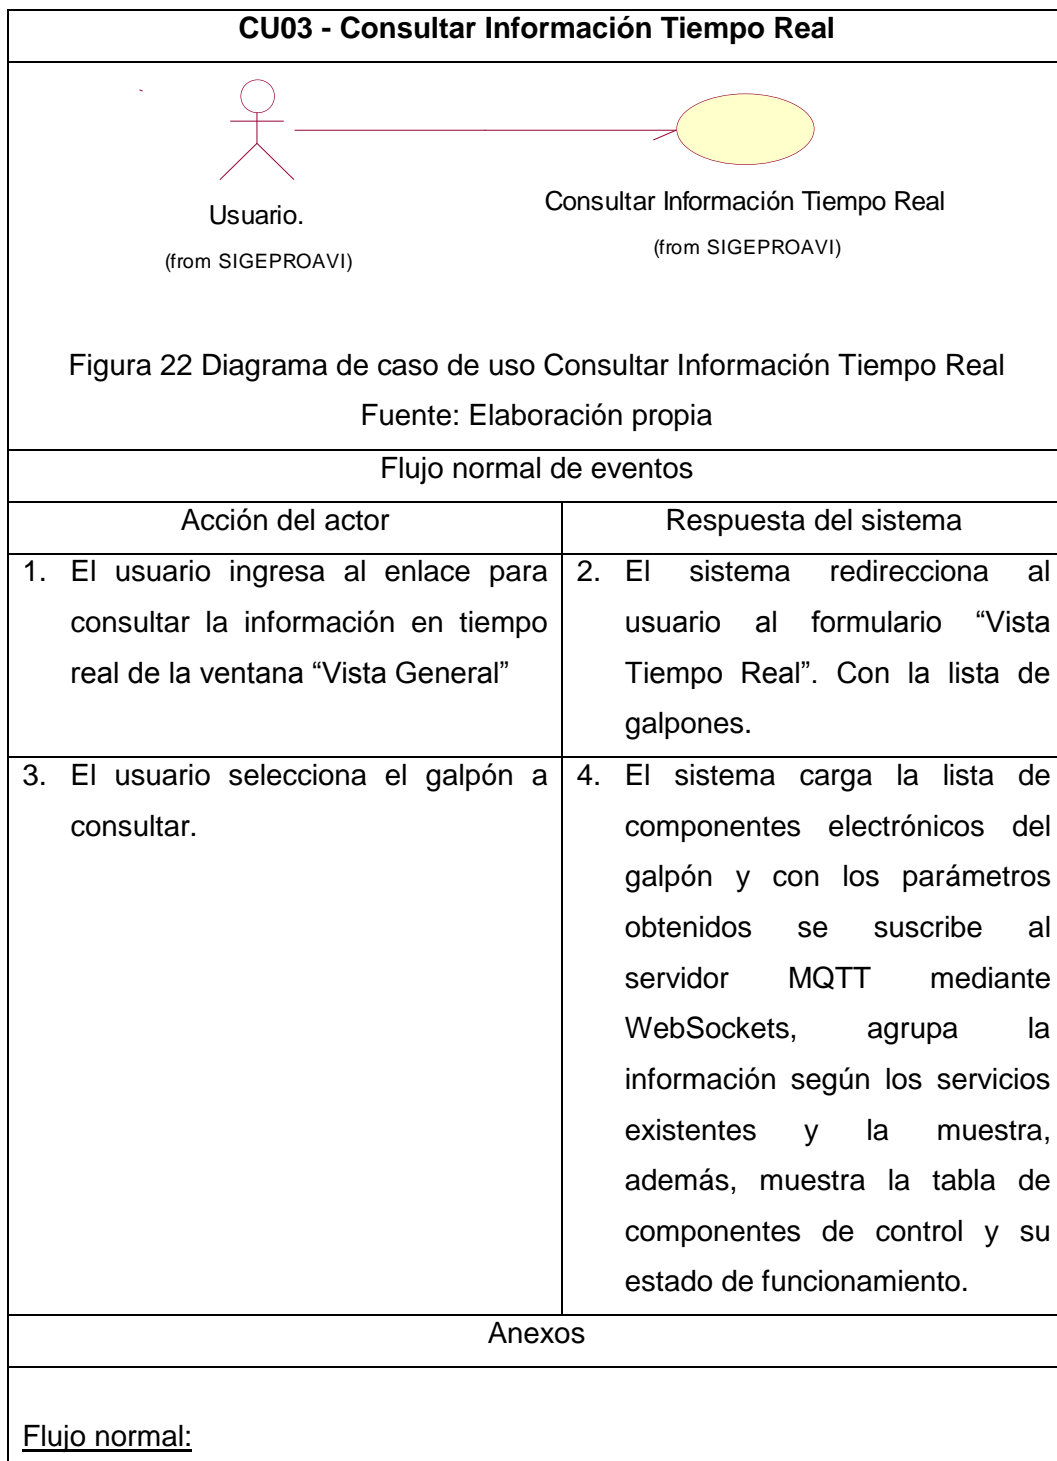 CU03 - Consultar Información Tiempo Real
Usuario.
(from SIGEPROAVI)
Consultar Información Tiempo Real
(from SIGEPROAVI)
Figura 22 Diagrama de caso de uso Consultar Información Tiempo Real
Fuente: Elaboración propia
Flujo normal de eventos
Acción del actor
Respuesta del sistema
1. El usuario ingresa al enlace para
consultar la información en tiempo
real de la ventana “Vista General”
2. El sistema redirecciona al
usuario al formulario “Vista
Tiempo Real”. Con la lista de
galpones.
3. El usuario selecciona el galpón a
consultar.
4. El sistema carga la lista de
componentes electrónicos del
galpón y con los parámetros
obtenidos se suscribe al
servidor MQTT mediante
WebSockets, agrupa la
información según los servicios
existentes y la muestra,
además, muestra la tabla de
componentes de control y su
estado de funcionamiento.
Anexos
Flujo normal: